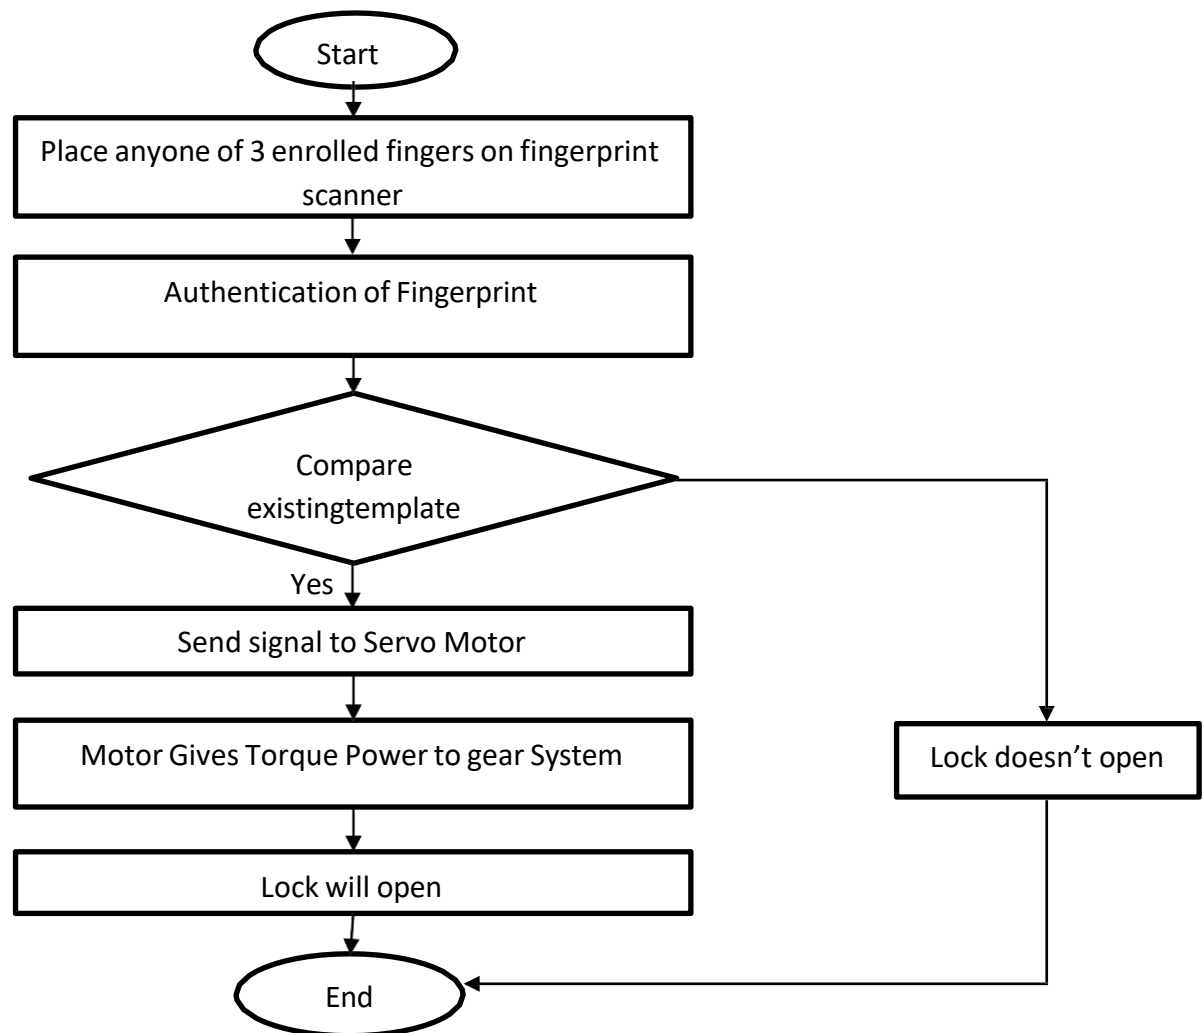 Start
Place anyone of 3 enrolled fingers on fingerprint
scanner
Authentication of Fingerprint
Compare
existingtemplate
Yes
Send signal to Servo Motor
Motor Gives Torque Power to gear System
Lock doesn’t open
Lock will open
End